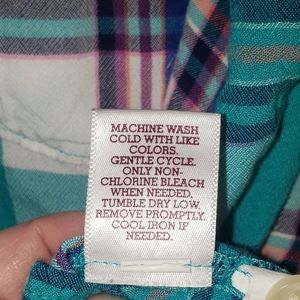 MACHINE WASH
COLD WITH LIKE
COLORS.
GENTLE CYCLE.
ONLY NON-
CHLORINE BLEACH
WHEN NEEDED.
TUMBLE DRY LOW.
REMOVE PROMPTLY.
COOL IRON IF
NEEDED.